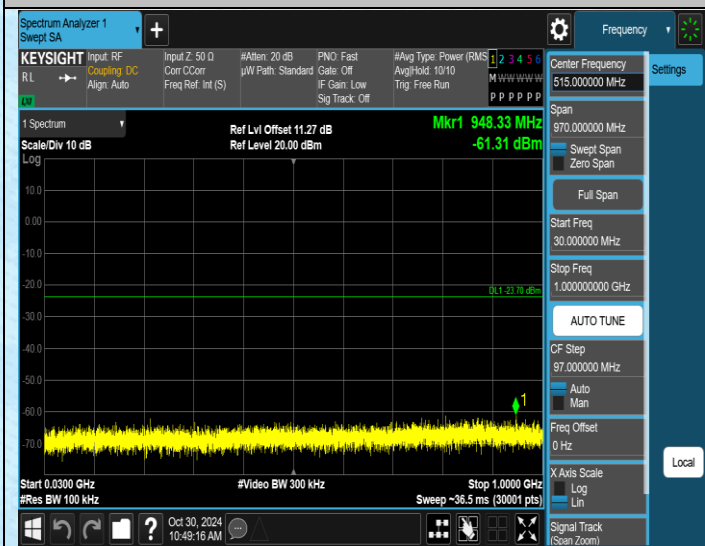 Spectrum Analyzer 1
Swept SA
Frequency
KEYSIGHT
RL
Input: RF
Coupling: DC
Align: Auto
Input Z: 50 Ω
Corr CCorr
Freq Ref: Int (S)
#Atten: 20 dB
µW Path: Standard
PNO: Fast
Gate: Off
IF Gain: Low
Sig Track: Off
#Avg Type: Power (RMS
Avg|Hold: 10/10
Trig: Free Run
1 2 3 4 5 6
M W W W W W
P P P P P P
1 Spectrum
Scale/Div 10 dB
Log
Ref Lvl Offset 11.27 dB
Ref Level 20.00 dBm
Mkr1 948.33 MHz
-61.31 dBm
10.0
0.00
-10.0
-20.0
DL1 -23.70 dBm
-30.0
-40.0
-50.0
-60.0
1
-70.0
Start 0.0300 GHz
#Res BW 100 kHz
#Video BW 300 kHz
Stop 1.0000 GHz
Sweep ~36.5 ms (30001 pts)
Center Frequency
515.000000 MHz
Span
970.000000 MHz
Swept Span
Zero Span
Full Span
Start Freq
30.000000 MHz
Stop Freq
1.000000000 GHz
AUTO TUNE
CF Step
97.000000 MHz
Auto
Man
Freq Offset
0 Hz
X Axis Scale
Log
Lin
Signal Track
(Span Zoom)
Settings
Local
?
Oct 30, 2024
10:49:16 AM